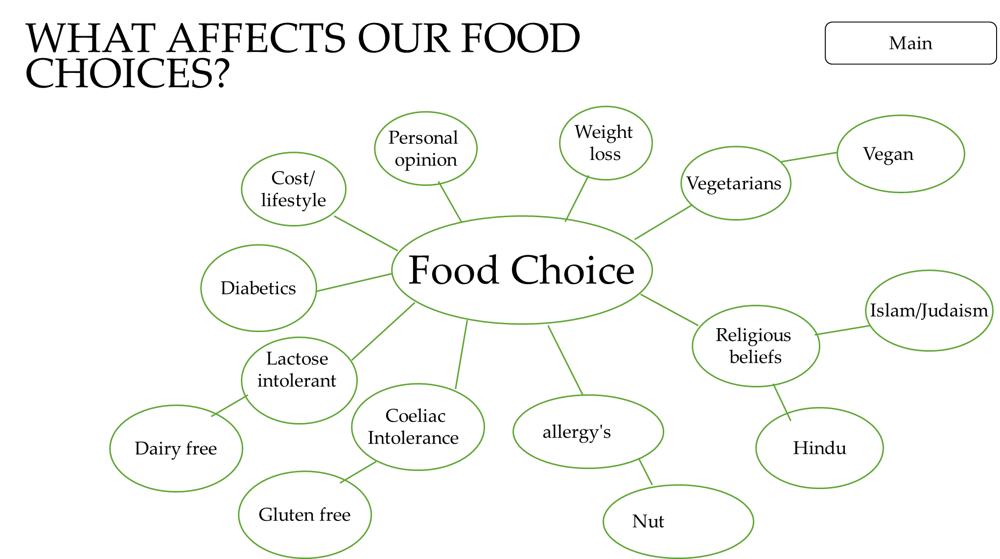 WHAT AFFECTS OUR FOOD
CHOICES?
Main
Personal
opinion
Weight
loss
Vegan
Cost/
lifestyle
Vegetarians
Food Choice
Diabetics
Islam/Judaism
Religious
beliefs
Lactose
intolerant
Coeliac
Intolerance
allergy's
Dairy free
Hindu
Gluten free
Nut